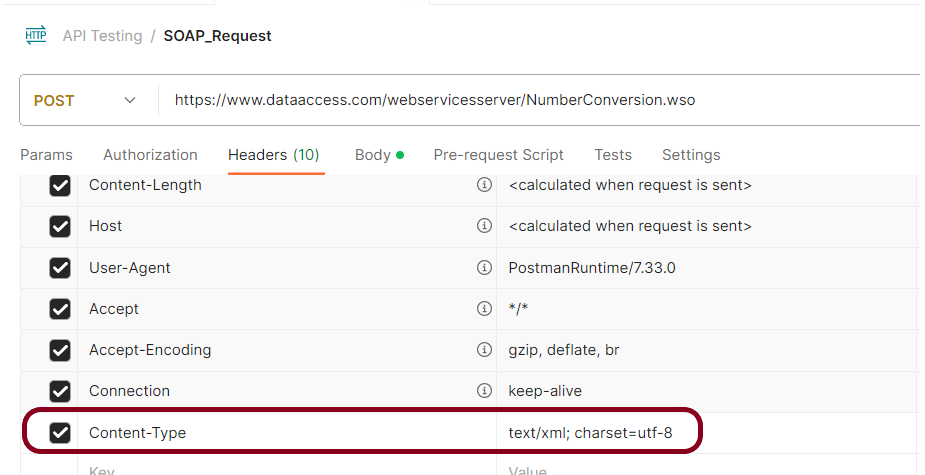 HTTP API Testing / SOAP_Request
POST https://www.dataaccess.com/webservicesserver/NumberConversion.wso
Params Authorization Headers (10) Body Pre-request Script Tests Settings
Content-Length <calculated when request is sent>
Host <calculated when request is sent>
User-Agent PostmanRuntime/7.33.0
Accept */*
Accept-Encoding gzip, deflate, br
Connection keep-alive
Content-Type text/xml; charset=utf-8
Key Value